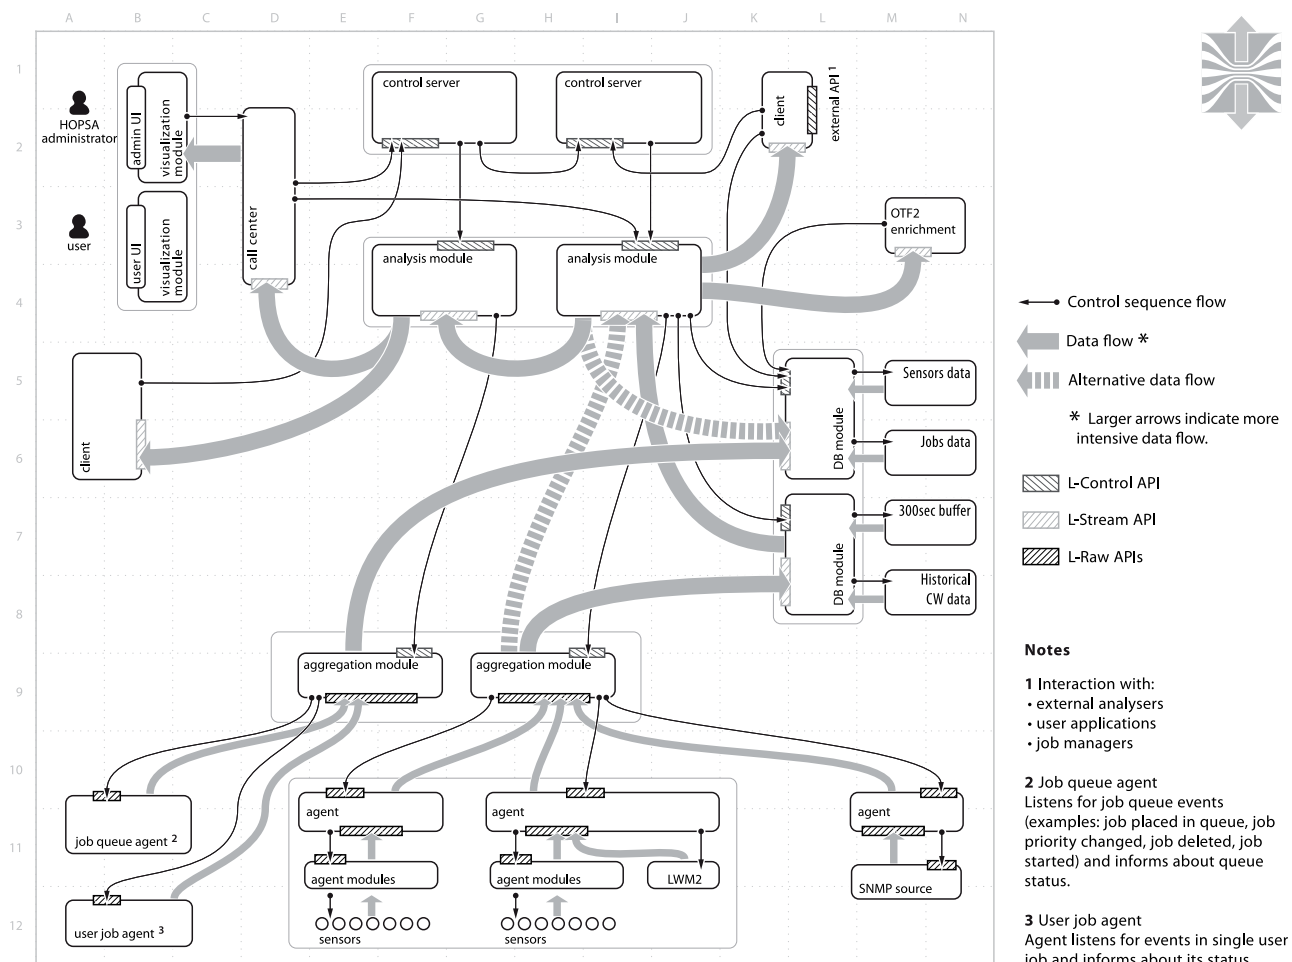 A B C D E F G H I J K L M N
1
2
3
4
5
6
7
8
9
10
11
12
HOPSA
administrator
user
admin UI
visualization
module
user UI
visualization
module
call center
control server
control server
client
external API 1
OTF2
enrichment
analysis module
analysis module
client
DB module
Sensors data
Jobs data
DB module
300sec buffer
Historical
CW data
aggregation module
aggregation module
job queue agent 2
user job agent 3
agent
agent modules
sensors
agent
agent modules
LWM2
sensors
agent
SNMP source
Control sequence flow
Data flow *
Alternative data flow
* Larger arrows indicate more
intensive data flow.
L-Control API
L-Stream API
L-Raw APIs
Notes
1 Interaction with:
• external analysers
• user applications
• job managers
2 Job queue agent
Listens for job queue events
(examples: job placed in queue, job
priority changed, job deleted, job
started) and informs about queue
status.
3 User job agent
Agent listens for events in single user
job and informs about its status